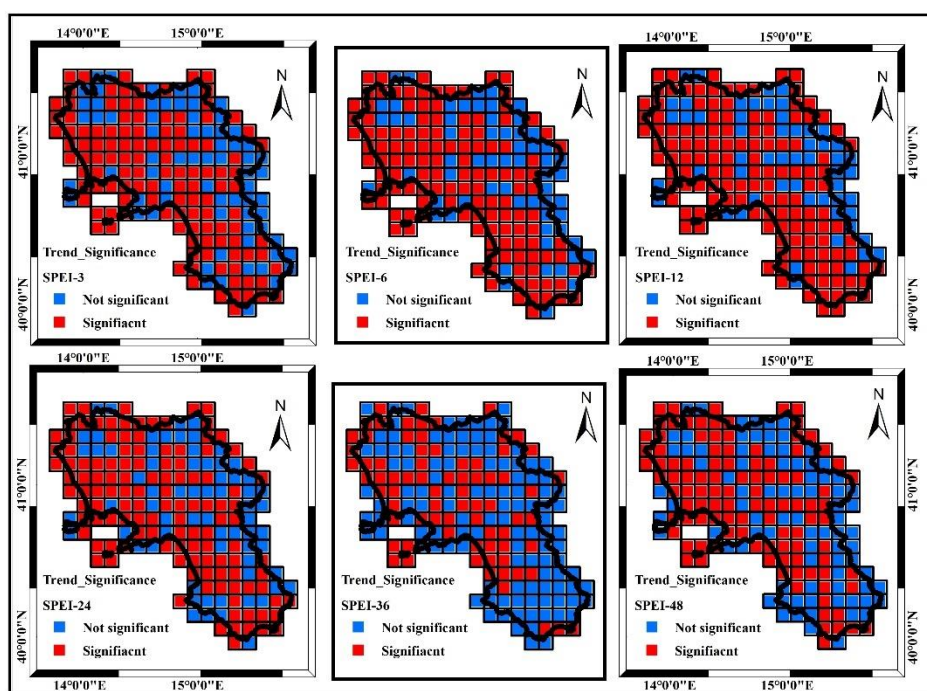 14°0'0"E 15°0'0"E
14°0'0"E 15°0'0"E
N
N
N
41°0'0"N
41°0'0"N
Trend_Significance
SPEI-3
Not significant
Signifiacnt
40°0'0"N
Trend_Significance
SPEI-6
Not significant
Signifiacnt
Trend_Significance
SPEI-12
Not significant
Signifiacnt
40°0'0"N
14°0'0"E 15°0'0"E
14°0'0"E 15°0'0"E
N
N
N
41°0'0"N
41°0'0"N
Trend_Significance
SPEI-24
Not significant
Signifiacnt
40°0'0"N
14°0'0"E 15°0'0"E
Trend_Significance
SPEI-36
Not significant
Signifiacnt
Trend_Significance
SPEI-48
Not significant
Signifiacnt
40°0'0"N
14°0'0"E 15°0'0"E